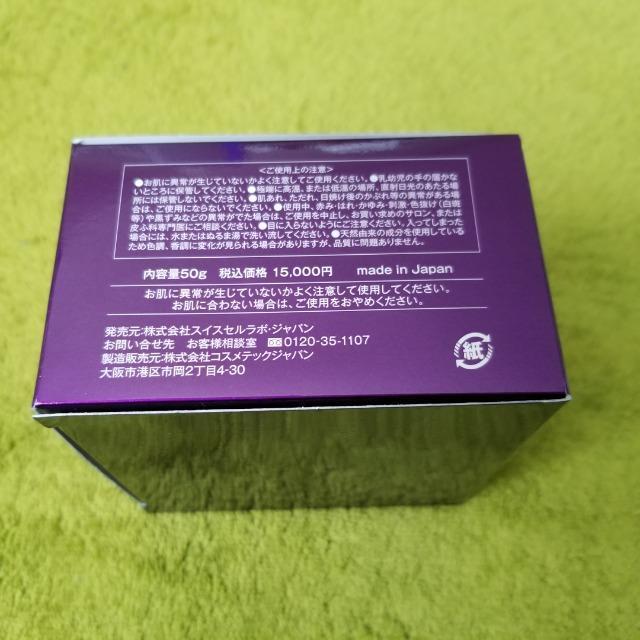 <ご使用上の注意>
●お肌に異常が生じていないかよく注意してご使用ください。●乳幼児の手の届かな
いところに保管してください。●極端に高温、または低温の場所、直射日光のあたる場
所には保管しないでください。●肌あれ、ただれ、日焼け後のかぶれ等の異常がある場
合は、ご使用にならないでください。●使用中、赤み・はれ・かゆみ・刺激・色抜け(白斑
等)や黒ずみなどの異常がでた場合は、ご使用を中止し、お買い求めのサロン、または
皮ふ科専門医にご相談ください。●目に入らないようにご注意ください。入ってしまった
場合には、水またはぬるま湯で洗い流してください。●天然由来の成分を使用している
ため色調、香調に変化が見られる場合がありますが、品質に問題ありません。
内容量50g 税込価格 15,000円 made in Japan
お肌に異常が生じていないかよく注意して使用してください。
お肌に合わない場合は、ご使用をおやめください。
発売元:株式会社スイスセルラボ・ジャパン
お問い合せ先 お客様相談室 0120-35-1107
製造販売元:株式会社コスメテックジャパン
大阪市港区市岡2丁目4-30
紙